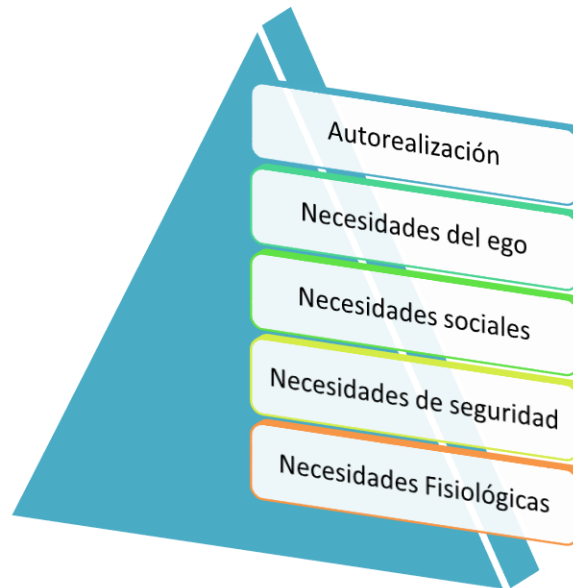 Autorealización
Necesidades del ego
Necesidades sociales
Necesidades de seguridad
Necesidades Fisiológicas